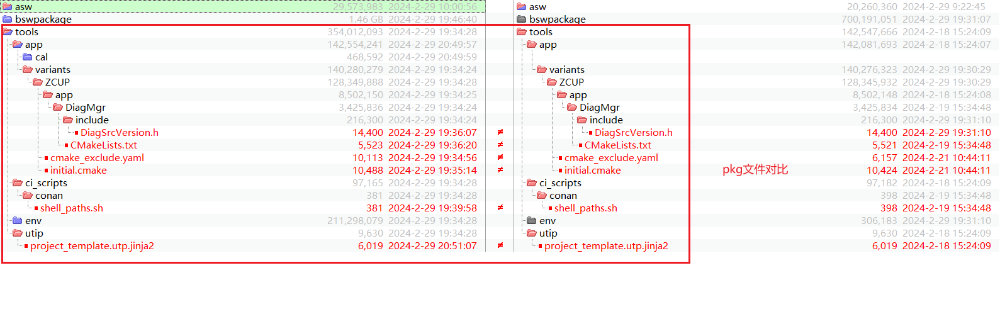 asw 29,573,983 2024-2-29 10:00:56 asw 20,260,360 2024-2-29 9:22:45
bswpackage 1.46 GB 2024-2-29 19:46:40 bswpackage 700,191,051 2024-2-29 19:31:07
tools 354,012,093 2024-2-29 19:34:28 tools 142,547,666 2024-2-18 15:24:09
app 142,554,241 2024-2-29 20:49:57 app 142,081,693 2024-2-18 15:24:07
cal 468,592 2024-2-29 20:49:59
variants 140,280,279 2024-2-29 19:34:28 variants 140,276,323 2024-2-29 19:30:29
ZCUP 128,349,888 2024-2-29 19:34:28 ZCUP 128,345,932 2024-2-29 19:30:29
app 8,502,150 2024-2-29 19:34:25 app 8,502,148 2024-2-18 15:24:08
DiagMgr 3,425,836 2024-2-29 19:34:24 DiagMgr 3,425,834 2024-2-19 15:34:48
include 216,300 2024-2-29 19:34:24 include 216,300 2024-2-29 19:31:10
DiagSrcVersion.h 14,400 2024-2-29 19:36:07 ≠ DiagSrcVersion.h 14,400 2024-2-29 19:31:10
CMakeLists.txt 5,523 2024-2-29 19:36:20 ≠ CMakeLists.txt 5,521 2024-2-19 15:34:48
cmake_exclude.yaml 10,113 2024-2-29 19:34:56 ≠ cmake_exclude.yaml 6,157 2024-2-21 10:44:11
initial.cmake 10,488 2024-2-29 19:35:14 ≠ initial.cmake pkg文件对比 10,424 2024-2-21 10:44:11
ci_scripts 97,165 2024-2-29 19:34:28 ci_scripts 97,182 2024-2-18 15:24:09
conan 381 2024-2-29 19:34:28 conan 398 2024-2-19 15:34:48
shell_paths.sh 381 2024-2-29 19:39:58 ≠ shell_paths.sh 398 2024-2-19 15:34:48
env 211,298,079 2024-2-29 19:34:28 env 306,183 2024-2-29 19:31:10
utip 9,630 2024-2-29 19:34:28 utip 9,630 2024-2-18 15:24:09
project_template.utp.jinja2 6,019 2024-2-29 20:51:07 ≠ project_template.utp.jinja2 6,019 2024-2-18 15:24:09